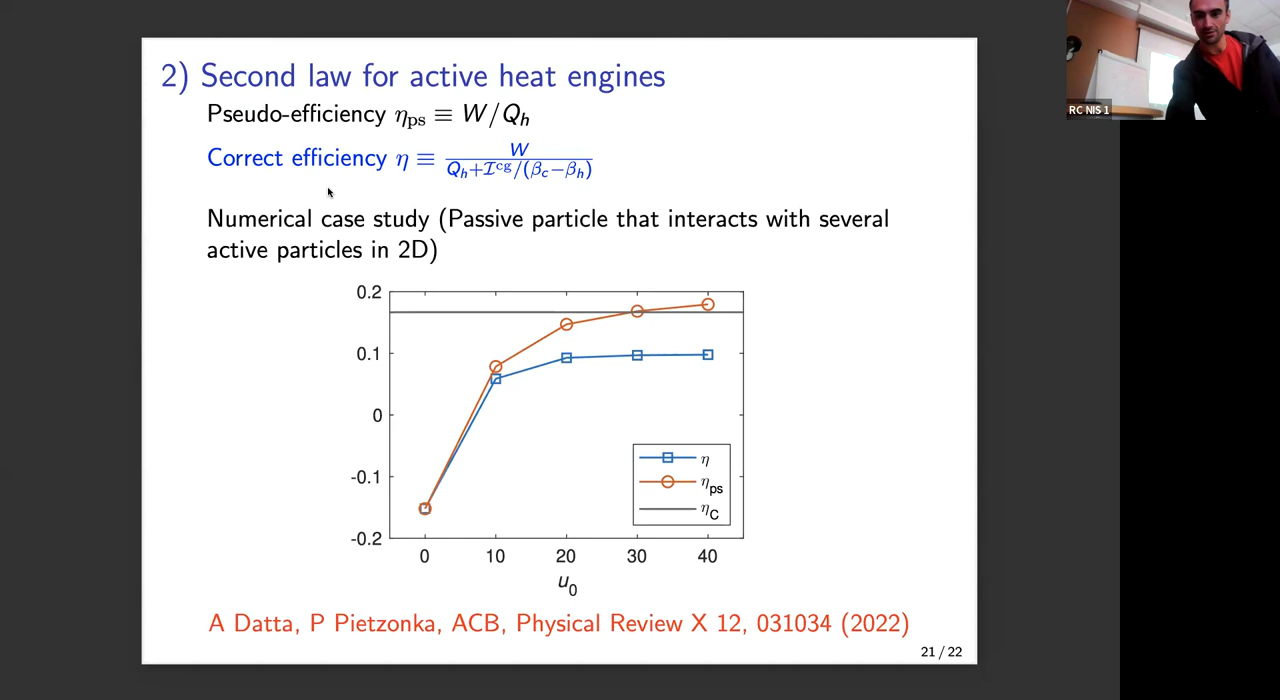 2) Second law for active heat engines
Pseudo-efficiency η_ps ≡ W/Q_h
Correct efficiency η ≡ W / (Q_h+I^cg/(β_c−β_h))
Numerical case study (Passive particle that interacts with several
active particles in 2D)
0.2
0.1
0
-0.1
-0.2
0 10 20 30 40
u_0
η
η_ps
η_C
A Datta, P Pietzonka, ACB, Physical Review X 12, 031034 (2022)
21 / 22
RC NIS 1